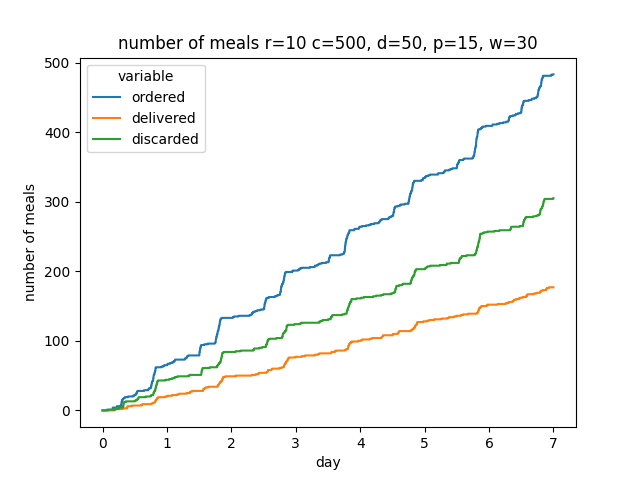 number of meals r=10 c=500, d=50, p=15, w=30
variable
ordered
delivered
discarded
number of meals
500
400
300
200
100
0
0 1 2 3 4 5 6 7
day